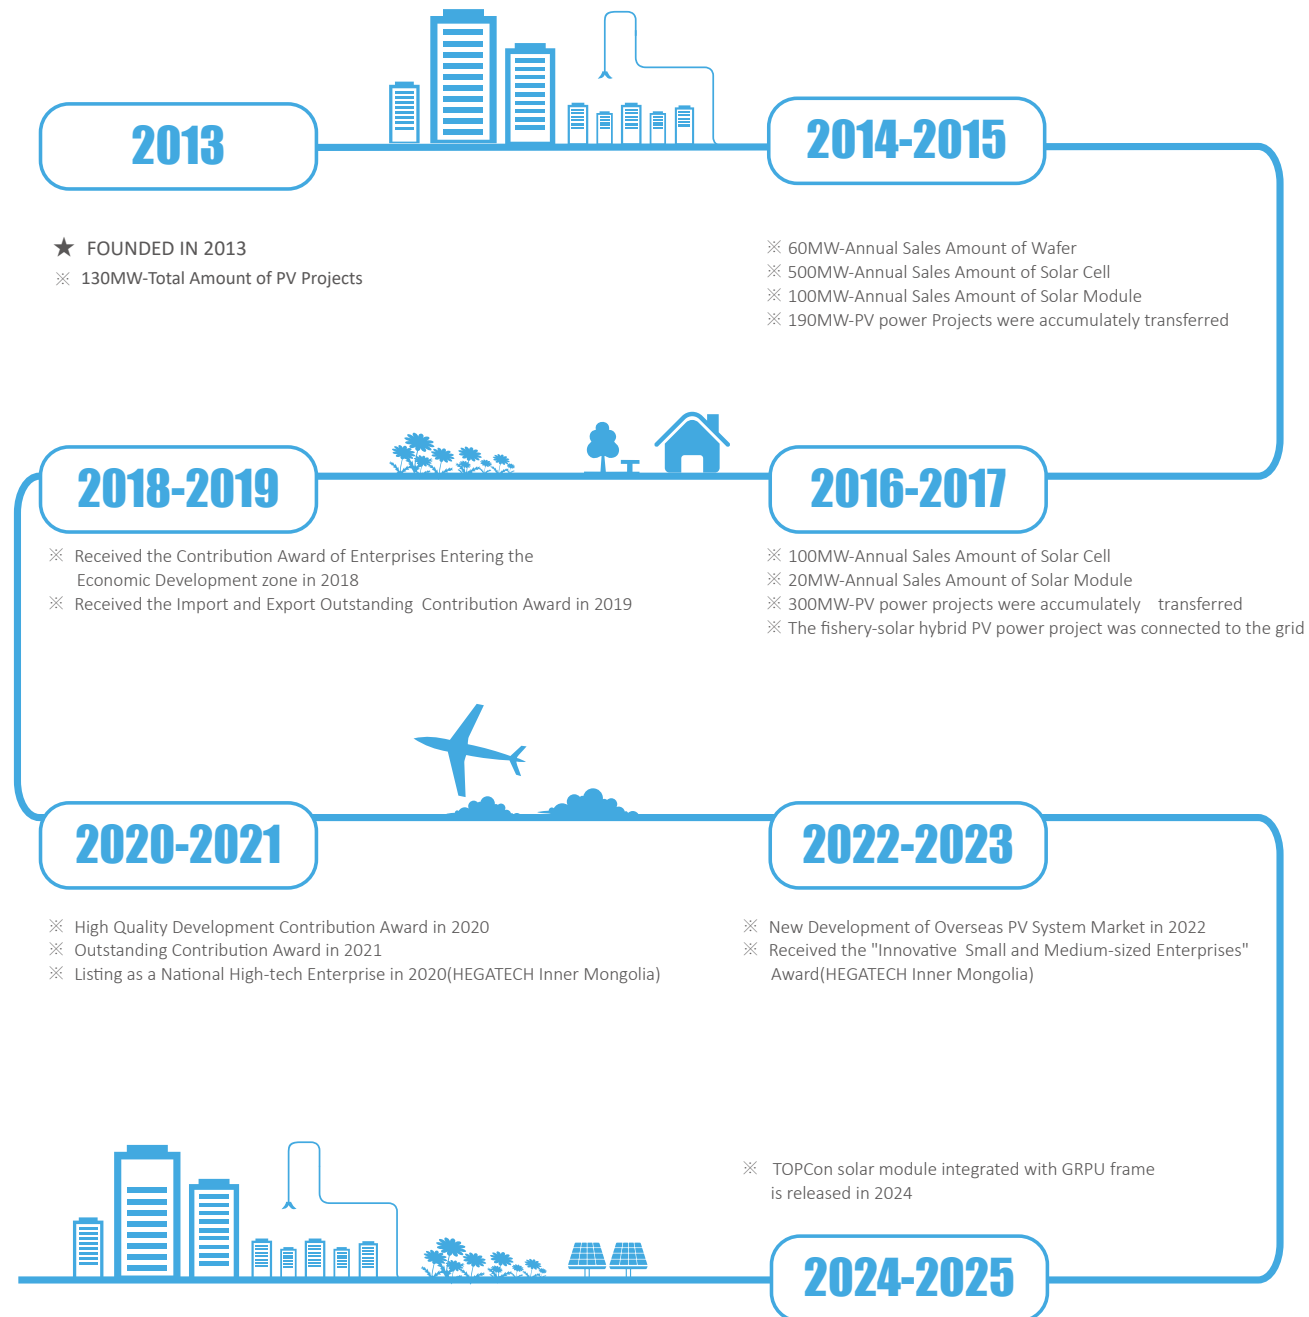 2013
★ FOUNDED IN 2013
※ 130MW-Total Amount of PV Projects
2014-2015
※ 60MW-Annual Sales Amount of Wafer
※ 500MW-Annual Sales Amount of Solar Cell
※ 100MW-Annual Sales Amount of Solar Module
※ 190MW-PV power Projects were accumulately transferred
2016-2017
※ 100MW-Annual Sales Amount of Solar Cell
※ 20MW-Annual Sales Amount of Solar Module
※ 300MW-PV power projects were accumulately transferred
※ The fishery-solar hybrid PV power project was connected to the grid
2018-2019
※ Received the Contribution Award of Enterprises Entering the
Economic Development zone in 2018
※ Received the Import and Export Outstanding Contribution Award in 2019
2020-2021
※ High Quality Development Contribution Award in 2020
※ Outstanding Contribution Award in 2021
※ Listing as a National High-tech Enterprise in 2020(HEGATECH Inner Mongolia)
2022-2023
※ New Development of Overseas PV System Market in 2022
※ Received the "Innovative Small and Medium-sized Enterprises"
Award(HEGATECH Inner Mongolia)
※ TOPCon solar module integrated with GRPU frame
is released in 2024
2024-2025